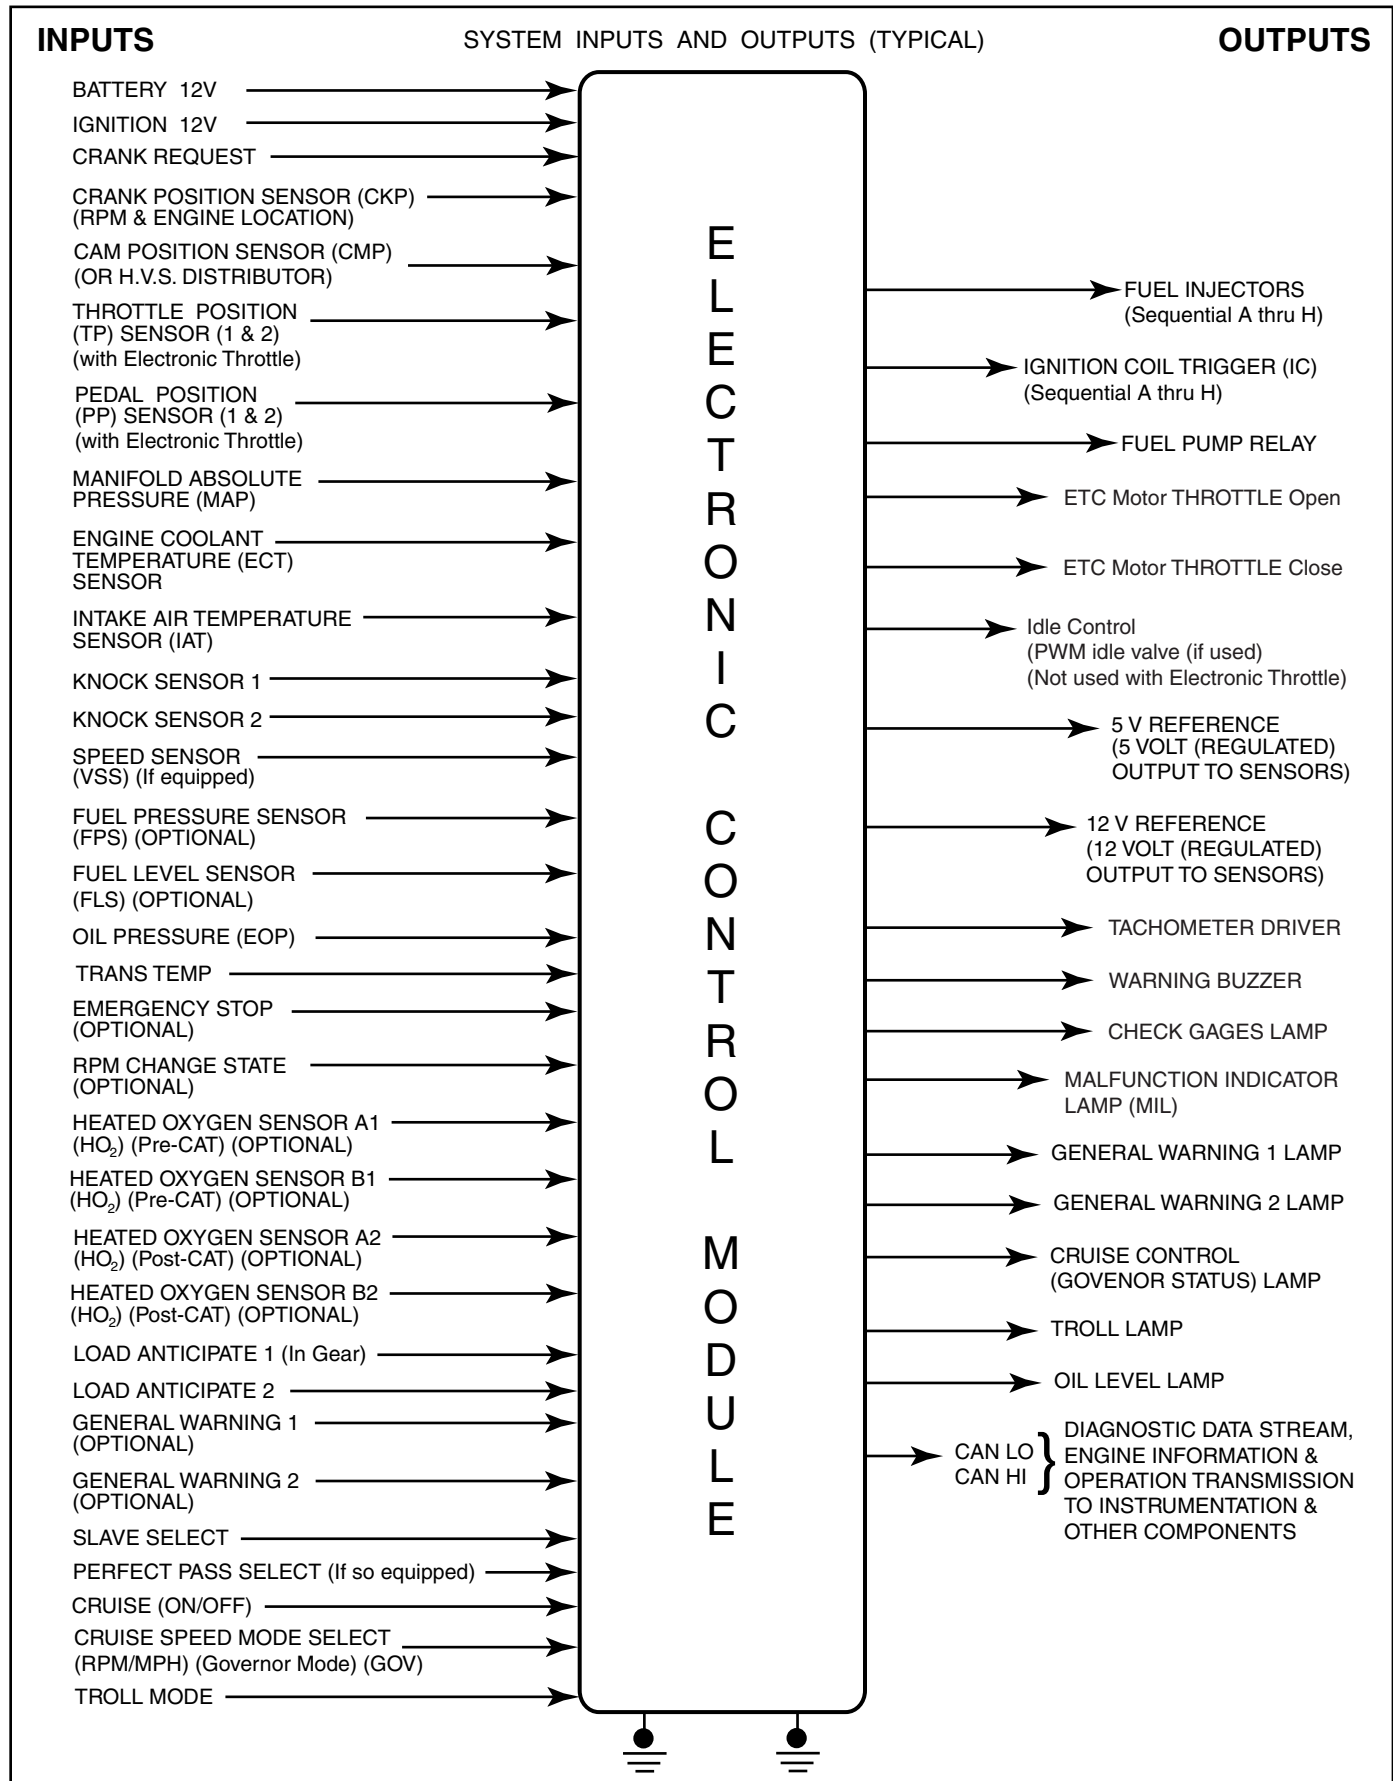 INPUTS
SYSTEM INPUTS AND OUTPUTS (TYPICAL)
OUTPUTS
BATTERY 12V
IGNITION 12V
CRANK REQUEST
CRANK POSITION SENSOR (CKP)
(RPM & ENGINE LOCATION)
CAM POSITION SENSOR (CMP)
(OR H.V.S. DISTRIBUTOR)
THROTTLE POSITION
(TP) SENSOR (1 & 2)
(with Electronic Throttle)
PEDAL POSITION
(PP) SENSOR (1 & 2)
(with Electronic Throttle)
MANIFOLD ABSOLUTE
PRESSURE (MAP)
ENGINE COOLANT
TEMPERATURE (ECT)
SENSOR
INTAKE AIR TEMPERATURE
SENSOR (IAT)
KNOCK SENSOR 1
KNOCK SENSOR 2
SPEED SENSOR
(VSS) (If equipped)
FUEL PRESSURE SENSOR
(FPS) (OPTIONAL)
FUEL LEVEL SENSOR
(FLS) (OPTIONAL)
OIL PRESSURE (EOP)
TRANS TEMP
EMERGENCY STOP
(OPTIONAL)
RPM CHANGE STATE
(OPTIONAL)
HEATED OXYGEN SENSOR A1
(HO2) (Pre-CAT) (OPTIONAL)
HEATED OXYGEN SENSOR B1
(HO2) (Pre-CAT) (OPTIONAL)
HEATED OXYGEN SENSOR A2
(HO2) (Post-CAT) (OPTIONAL)
HEATED OXYGEN SENSOR B2
(HO2) (Post-CAT) (OPTIONAL)
LOAD ANTICIPATE 1 (In Gear)
LOAD ANTICIPATE 2
GENERAL WARNING 1
(OPTIONAL)
GENERAL WARNING 2
(OPTIONAL)
SLAVE SELECT
PERFECT PASS SELECT (If so equipped)
CRUISE (ON/OFF)
CRUISE SPEED MODE SELECT
(RPM/MPH) (Governor Mode) (GOV)
TROLL MODE
ELECTRONIC CONTROL MODULE
FUEL INJECTORS
(Sequential A thru H)
IGNITION COIL TRIGGER (IC)
(Sequential A thru H)
FUEL PUMP RELAY
ETC Motor THROTTLE Open
ETC Motor THROTTLE Close
Idle Control
(PWM idle valve (if used)
(Not used with Electronic Throttle)
5 V REFERENCE
(5 VOLT (REGULATED)
OUTPUT TO SENSORS)
12 V REFERENCE
(12 VOLT (REGULATED)
OUTPUT TO SENSORS)
TACHOMETER DRIVER
WARNING BUZZER
CHECK GAGES LAMP
MALFUNCTION INDICATOR
LAMP (MIL)
GENERAL WARNING 1 LAMP
GENERAL WARNING 2 LAMP
CRUISE CONTROL
(GOVENOR STATUS) LAMP
TROLL LAMP
OIL LEVEL LAMP
CAN LO
CAN HI
DIAGNOSTIC DATA STREAM,
ENGINE INFORMATION &
OPERATION TRANSMISSION
TO INSTRUMENTATION &
OTHER COMPONENTS